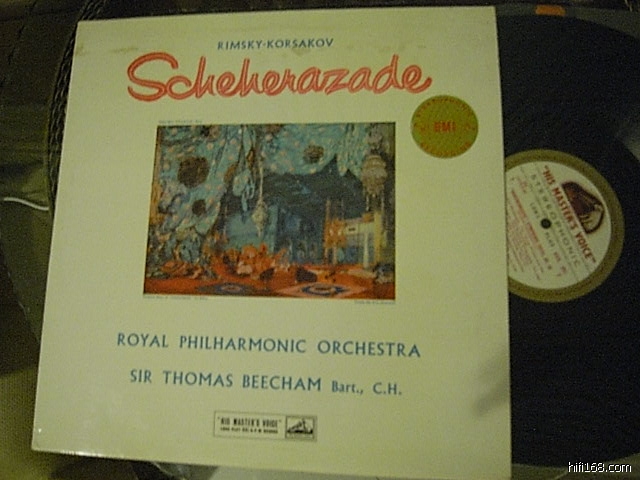 RIMSKY-KORSAKOV
Scheherazade
EMI
ROYAL PHILHARMONIC ORCHESTRA
SIR THOMAS BEECHAM Bart., C.H.
"HIS MASTER'S VOICE"
"HIS MASTER'S VOICE"
STEREOPHONIC
hifi168.com